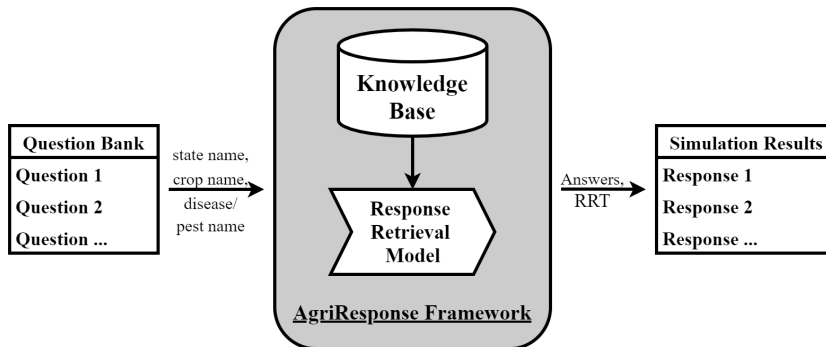 Question Bank
Question 1
Question 2
Question ...
state name,
crop name,
disease/
pest name
Knowledge
Base
Response
Retrieval
Model
AgriResponse Framework
Answers,
RRT
Simulation Results
Response 1
Response 2
Response ...